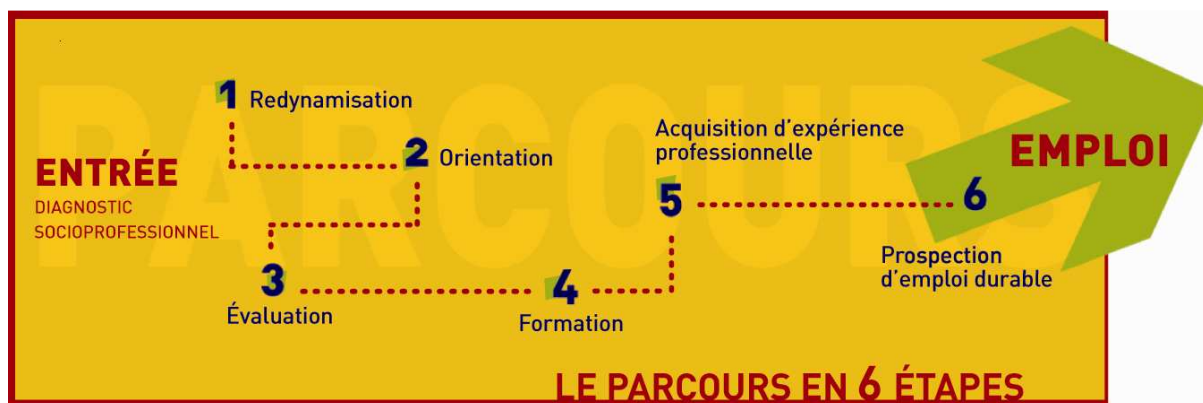 PARCOURS
ENTRÉE
DIAGNOSTIC
SOCIOPROFESSIONNEL
1 Redynamisation
2 Orientation
3
Évaluation
4
Formation
Acquisition d'expérience
professionnelle
5
6
Prospection
d'emploi durable
EMPLOI
LE PARCOURS EN 6 ÉTAPES